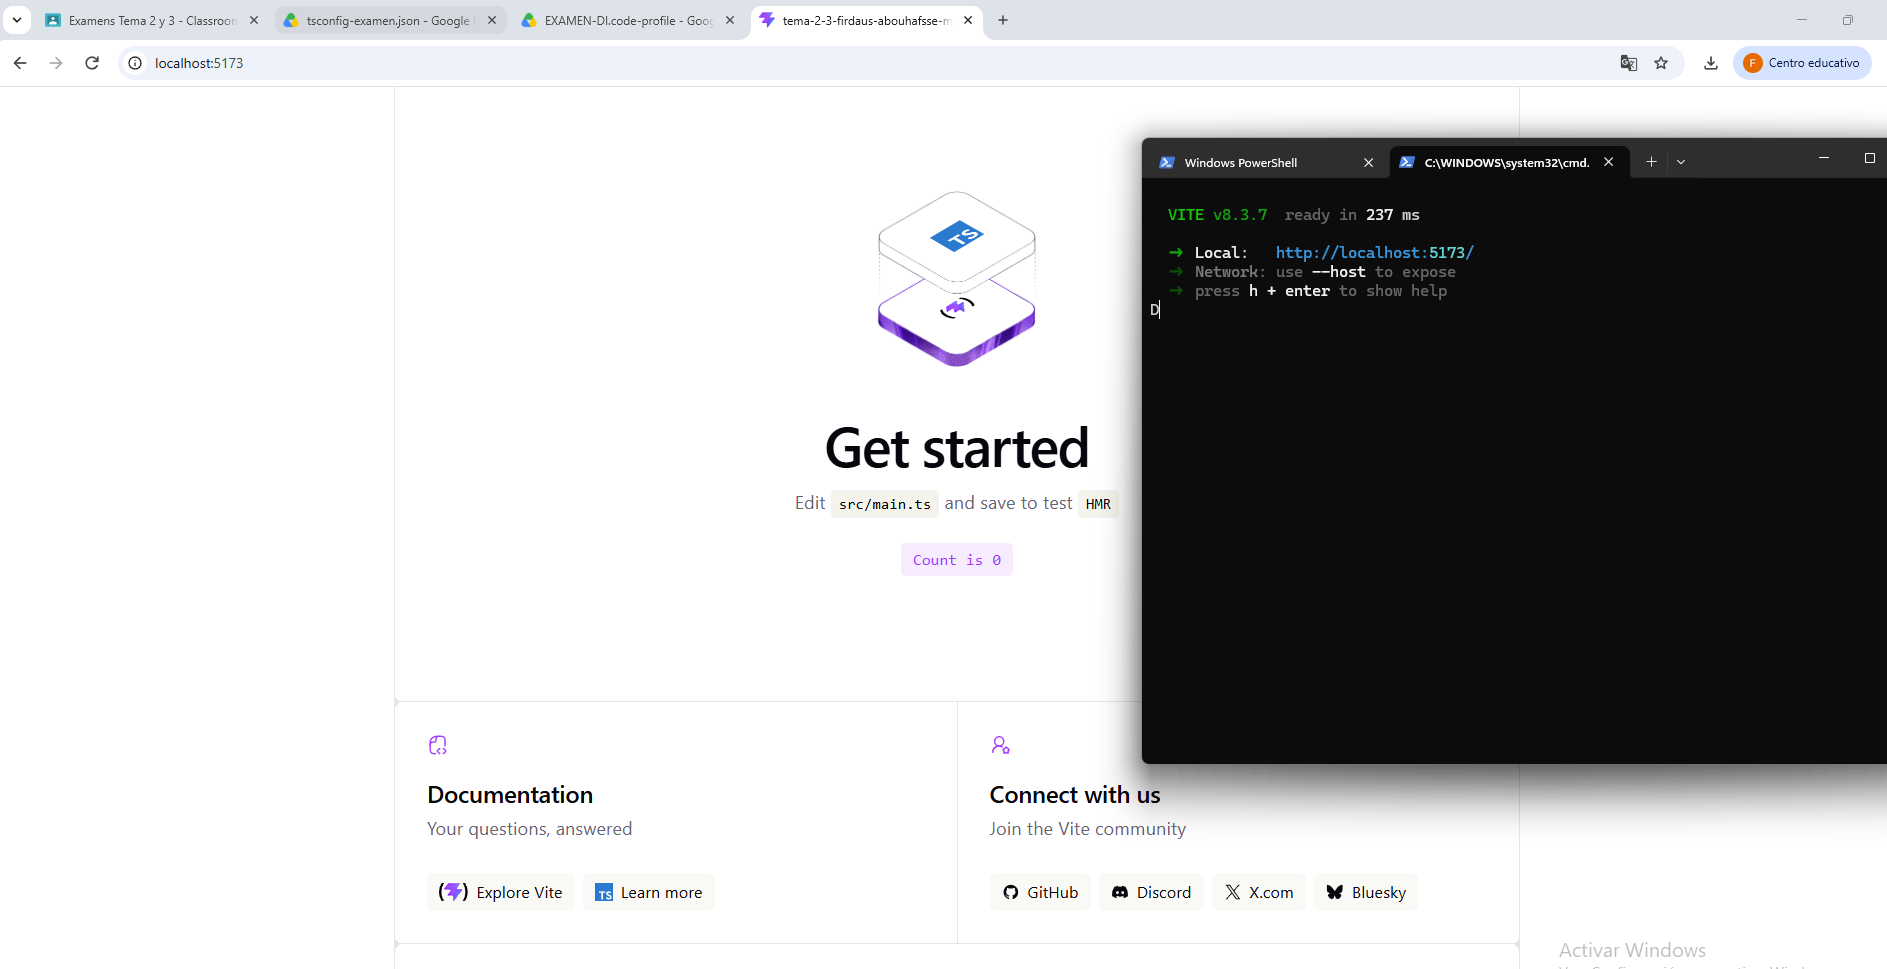 Examens Tema 2 y 3 - Classroom
tsconfig-examen.json - Google
EXAMEN-DI.code-profile - Goog
tema-2-3-firdaus-abouhafsse-m
localhost:5173
F Centro educativo
Windows PowerShell
C:\WINDOWS\system32\cmd.
VITE v8.3.7 ready in 237 ms
➜ Local: http://localhost:5173/
➜ Network: use --host to expose
➜ press h + enter to show help
D
TS
Get started
Edit src/main.ts and save to test HMR
Count is 0
Documentation
Your questions, answered
Explore Vite
TS Learn more
Connect with us
Join the Vite community
GitHub
Discord
X.com
Bluesky
Activar Windows